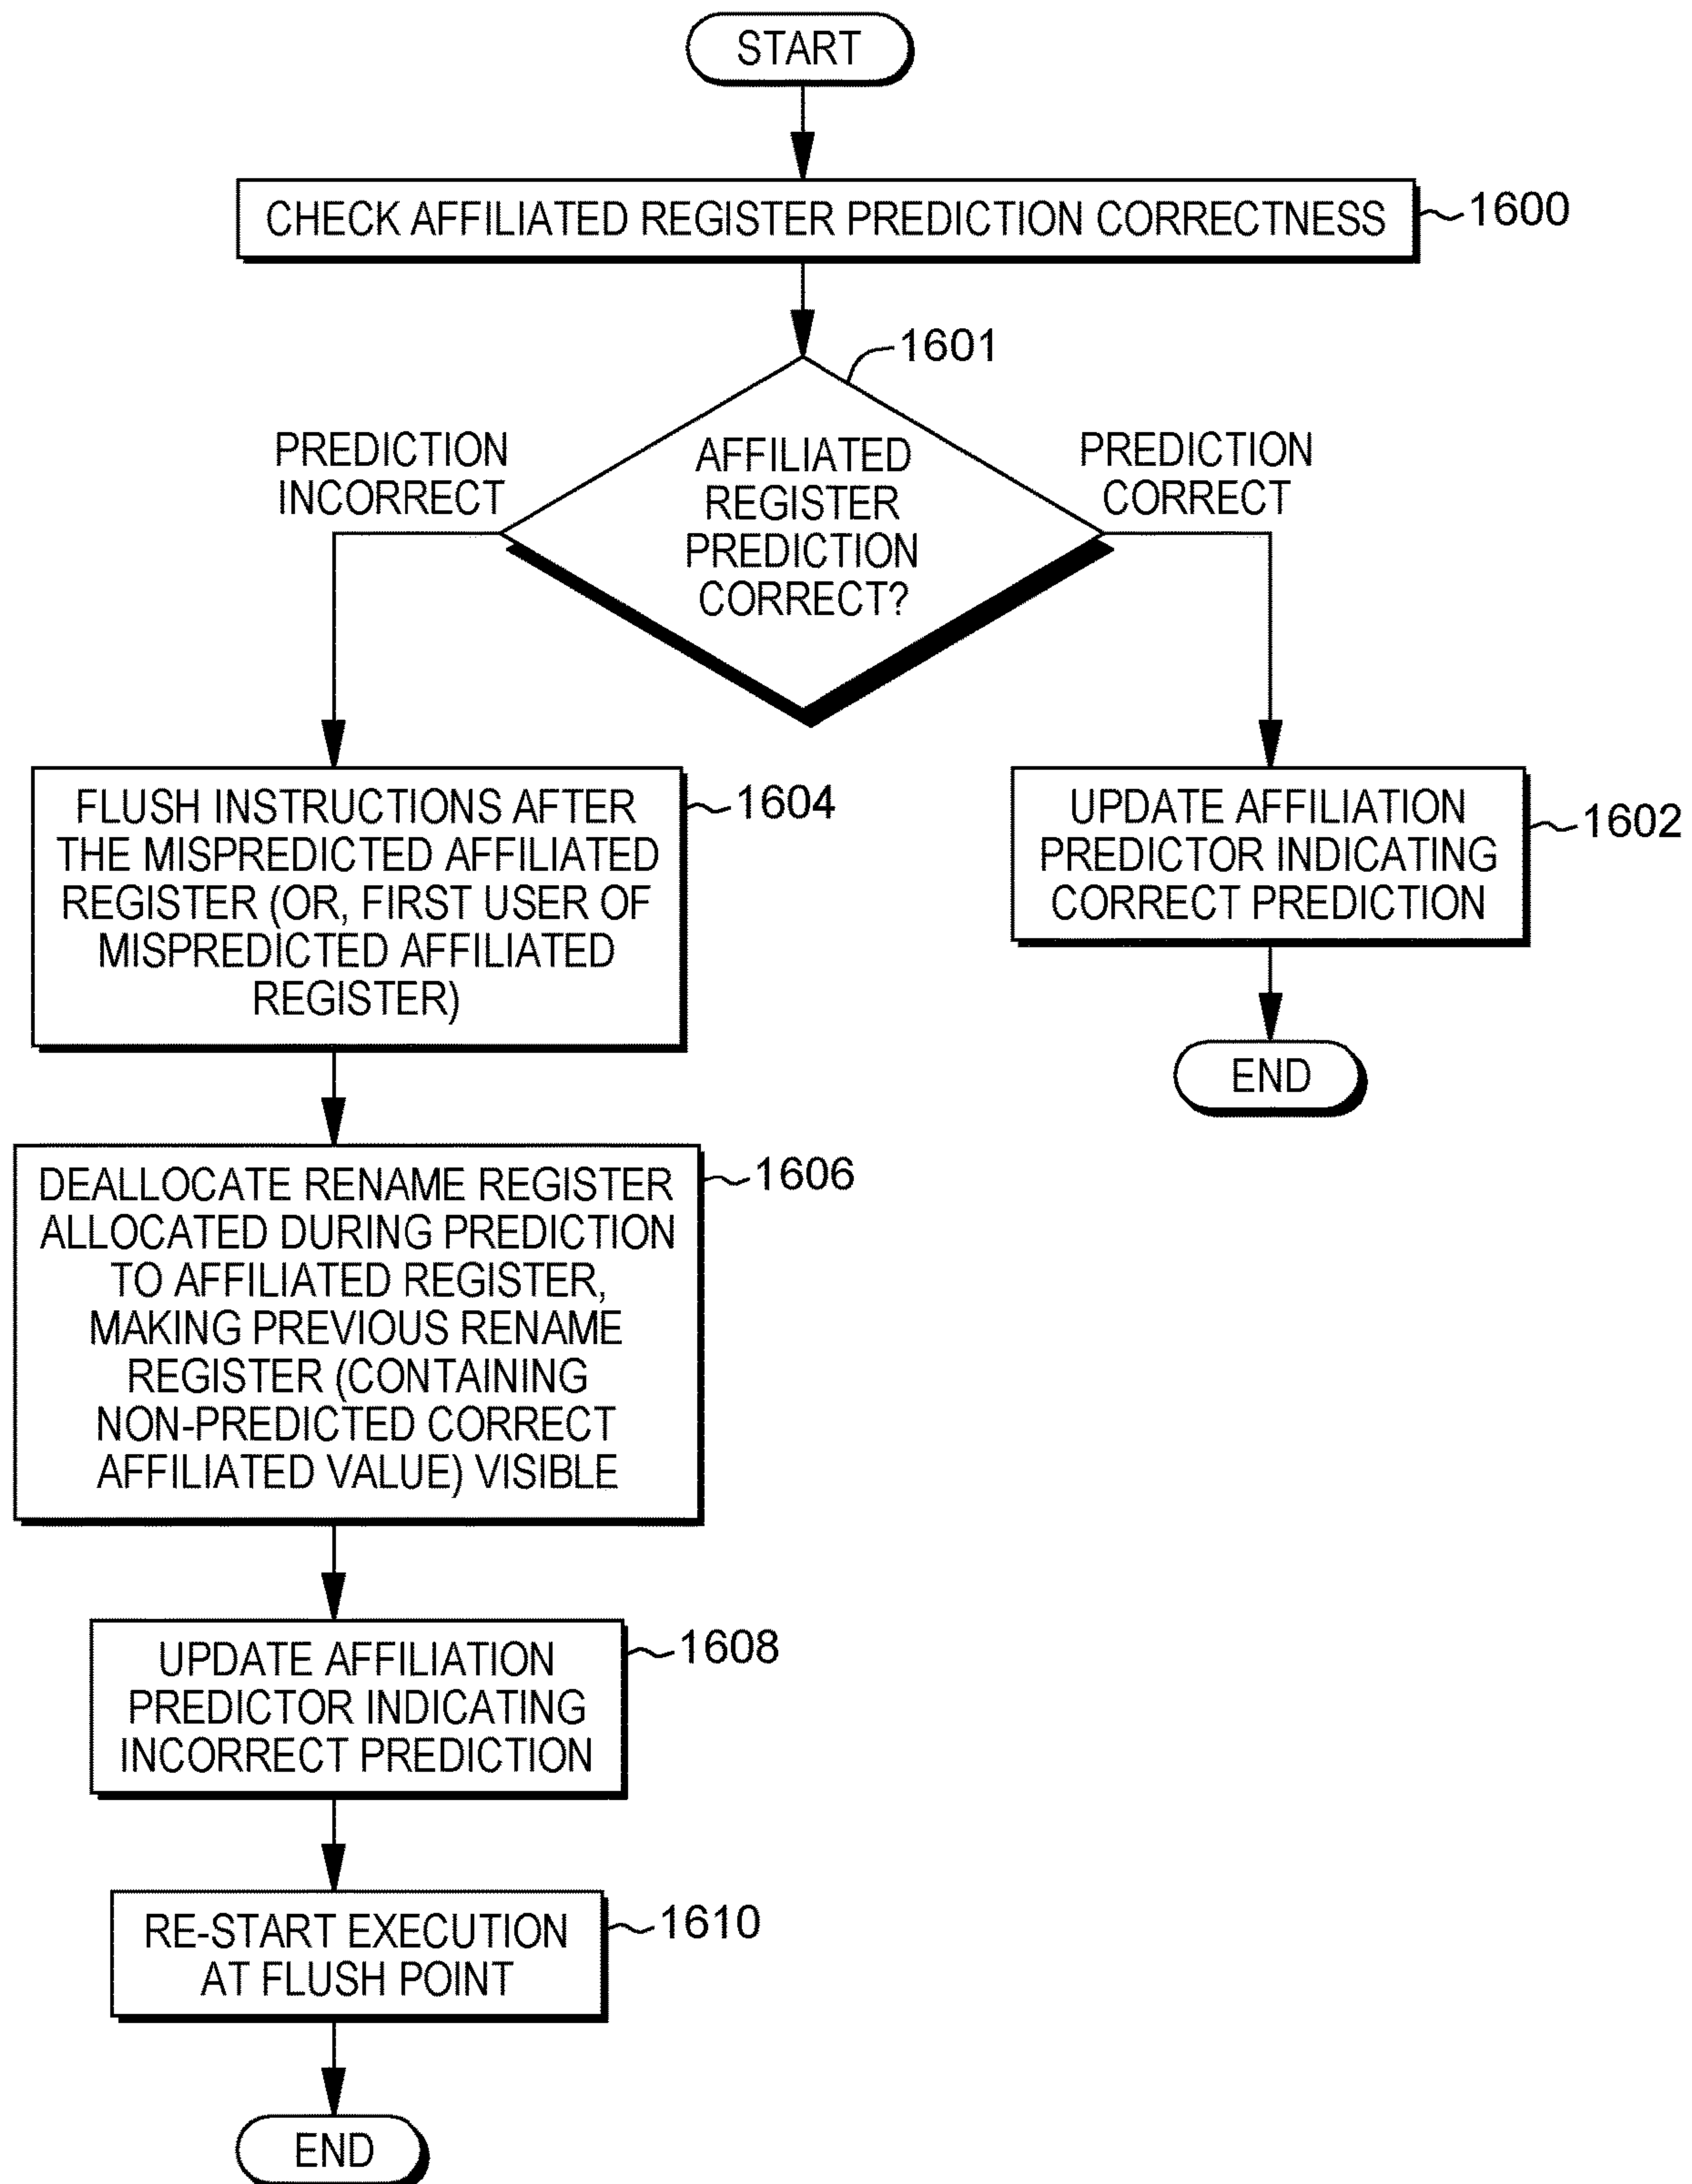 START
CHECK AFFILIATED REGISTER PREDICTION CORRECTNESS
1600
1601
AFFILIATED
REGISTER
PREDICTION
CORRECT?
PREDICTION
INCORRECT
PREDICTION
CORRECT
FLUSH INSTRUCTIONS AFTER
THE MISPREDICTED AFFILIATED
REGISTER (OR, FIRST USER OF
MISPREDICTED AFFILIATED
REGISTER)
1604
UPDATE AFFILIATION
PREDICTOR INDICATING
CORRECT PREDICTION
1602
END
DEALLOCATE RENAME REGISTER
ALLOCATED DURING PREDICTION
TO AFFILIATED REGISTER,
MAKING PREVIOUS RENAME
REGISTER (CONTAINING
NON-PREDICTED CORRECT
AFFILIATED VALUE) VISIBLE
1606
UPDATE AFFILIATION
PREDICTOR INDICATING
INCORRECT PREDICTION
1608
RE-START EXECUTION
AT FLUSH POINT
1610
END